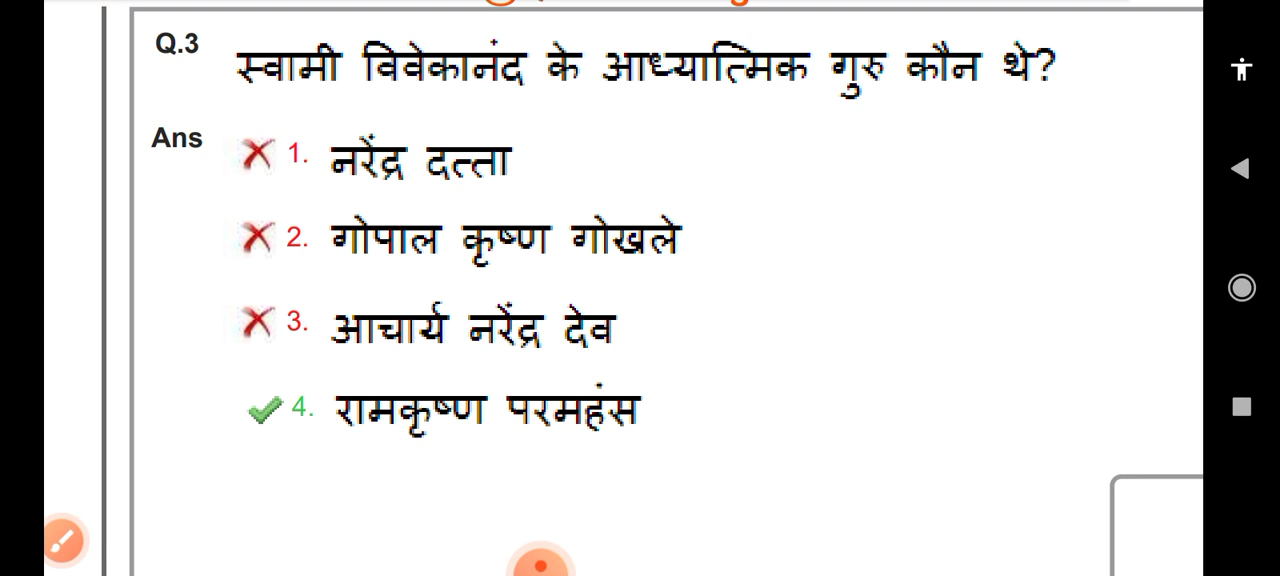 Q.3 स्वामी विवेकानंद के आध्यात्मिक गुरु कौन थे?
Ans 1. नरेंद्र दत्ता
2. गोपाल कृष्ण गोखले
3. आचार्य नरेंद्र देव
4. रामकृष्ण परमहंस